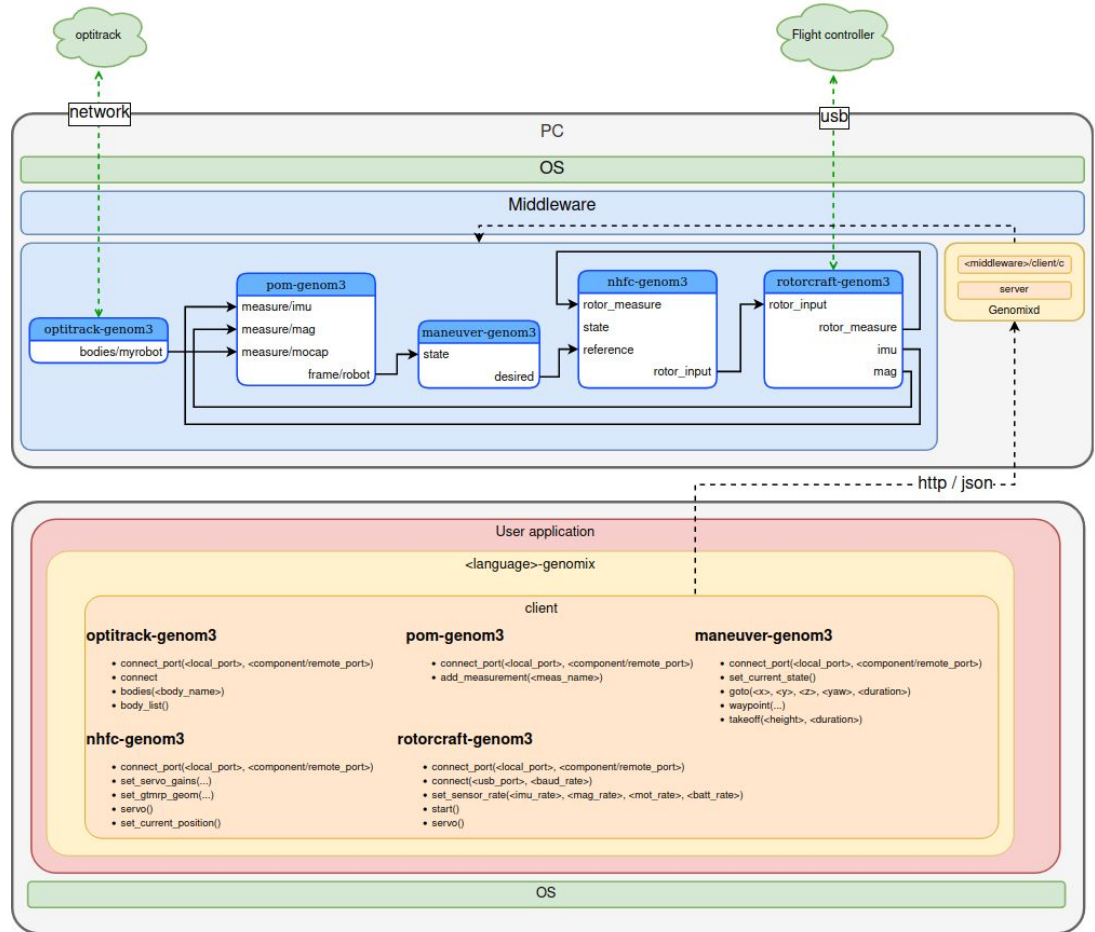 optitrack
Flight controller
network
usb
PC
OS
Middleware
<middleware>/client/c
server
Genomixd
optitrack-genom3
bodies/myrobot
pom-genom3
measure/imu
measure/mag
measure/mocap
frame/robot
maneuver-genom3
state
desired
nhfc-genom3
rotor_measure
state
reference
rotor_input
rotorcraft-genom3
rotor_input
rotor_measure
imu
mag
http / json
User application
<language>-genomix
client
optitrack-genom3
• connect_port(<local_port>, <component/remote_port>)
• connect
• bodies(<body_name>)
• body_list()
pom-genom3
• connect_port(<local_port>, <component/remote_port>)
• add_measurement(<meas_name>)
maneuver-genom3
• connect_port(<local_port>, <component/remote_port>)
• set_current_state()
• goto(<x>, <y>, <z>, <yaw>, <duration>)
• waypoint(...)
• takeoff(<height>, <duration>)
nhfc-genom3
• connect_port(<local_port>, <component/remote_port>)
• set_servo_gains(...)
• set_gtmrp_geom(...)
• servo()
• set_current_position()
rotorcraft-genom3
• connect_port(<local_port>, <component/remote_port>)
• connect(<usb_port>, <baud_rate>)
• set_sensor_rate(<imu_rate>, <mag_rate>, <mot_rate>, <batt_rate>)
• start()
• servo()
OS